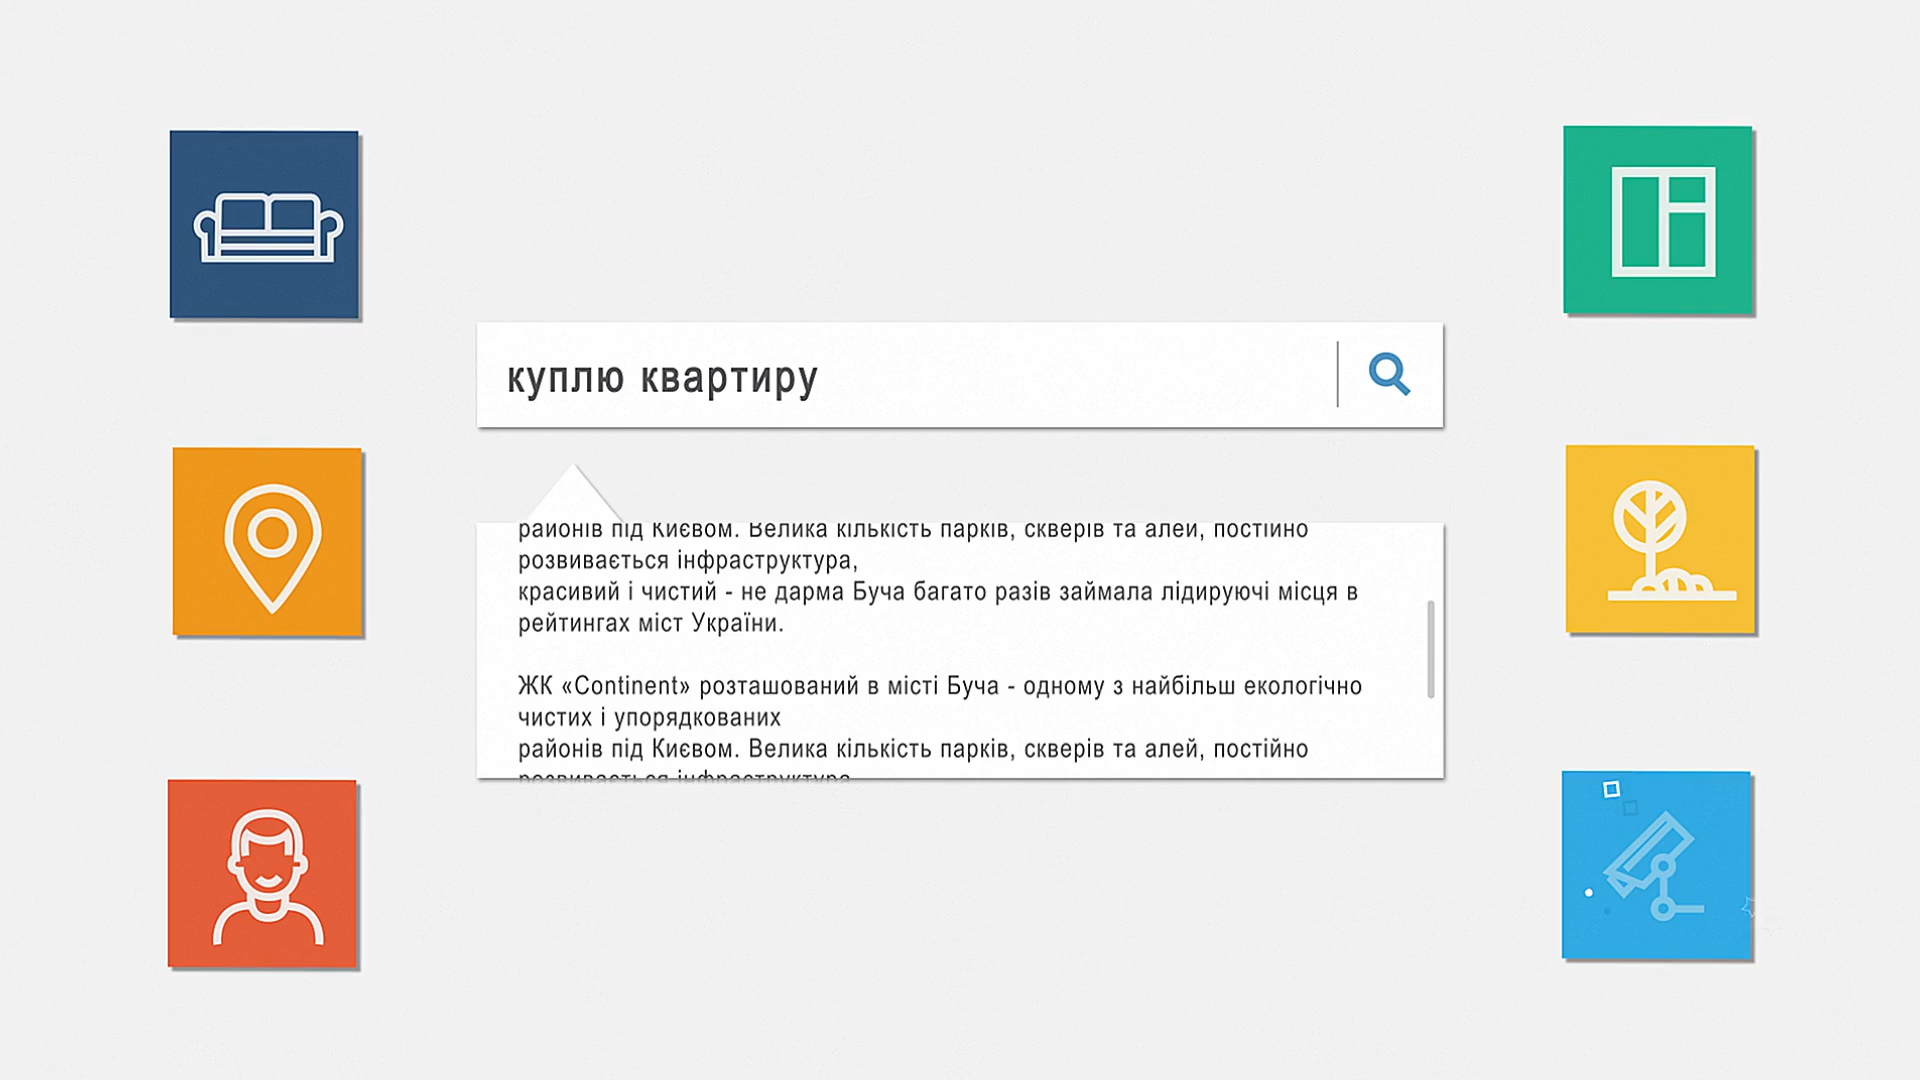 куплю квартиру
районів під Києвом. Велика кількість парків, скверів та алей, постійно
розвивається інфраструктура,
красивий і чистий - не дарма Буча багато разів займала лідируючі місця в
рейтингах міст України.
ЖК «Continent» розташований в місті Буча - одному з найбільш екологічно
чистих і упорядкованих
районів під Києвом. Велика кількість парків, скверів та алей, постійно
розвивається інфраструктура,